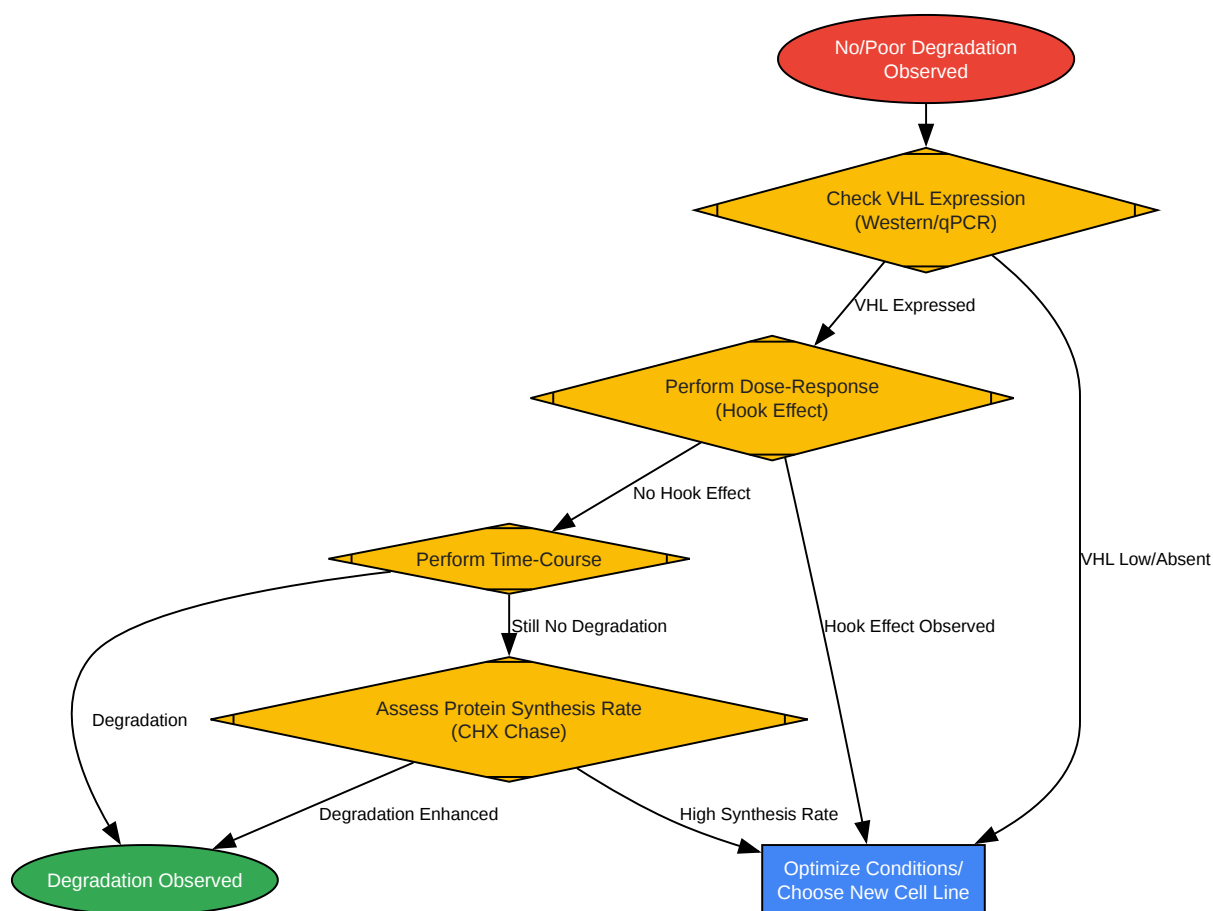 No/Poor Degradation
Observed
Check VHL Expression
(Western/qPCR)
VHL Expressed
Perform Dose-Response
(Hook Effect)
No Hook Effect
Perform Time-Course
VHL Low/Absent
Still No Degradation
Hook Effect Observed
Assess Protein Synthesis Rate
(CHX Chase)
Degradation
Degradation Enhanced
High Synthesis Rate
Degradation Observed
Optimize Conditions/
Choose New Cell Line